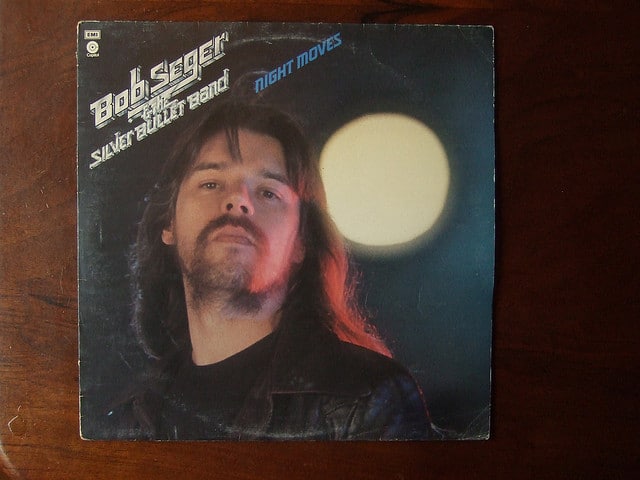 EMI
Capitol
Bob Seger
& the
SILVER BULLET BAND
NIGHT MOVES